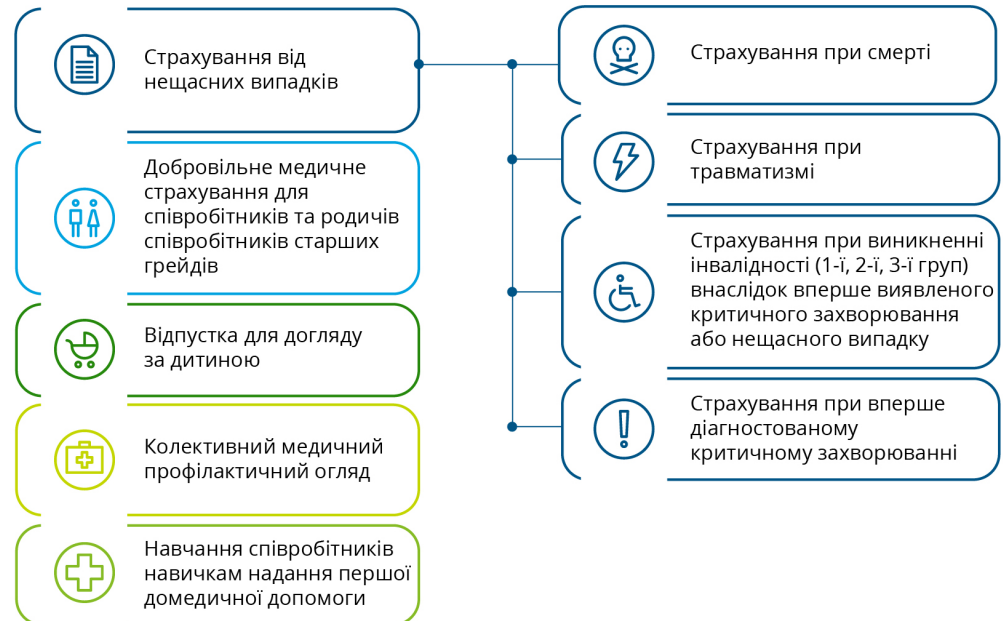 Страхування від
нещасних випадків
Добровільне медичне
страхування для
співробітників та родичів
співробітників старших
грейдів
Відпустка для догляду
за дитиною
Колективний медичний
профілактичний огляд
Навчання співробітників
навичкам надання першої
домедичної допомоги
Страхування при смерті
Страхування при
травматизмі
Страхування при виникненні
інвалідності (1-ї, 2-ї, 3-ї груп)
внаслідок вперше виявленого
критичного захворювання
або нещасного випадку
Страхування при вперше
діагностованому
критичному захворюванні